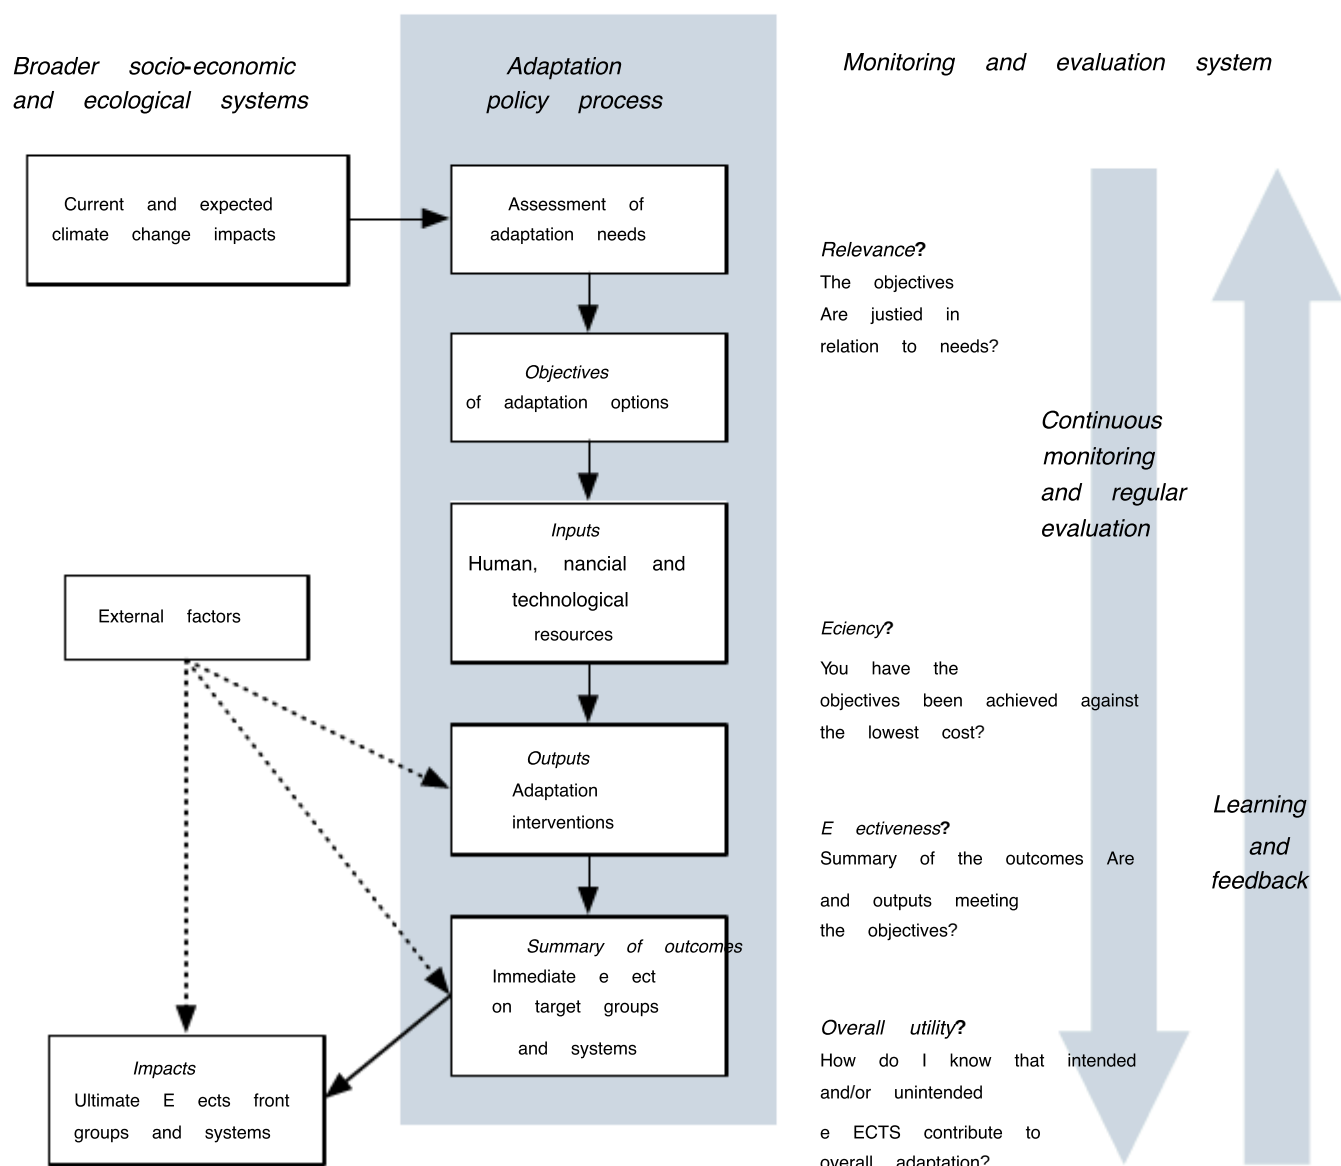 Broader socio-economic
and ecological systems
Adaptation
policy process
Monitoring and evaluation system
Current and expected
climate change impacts
Assessment of
adaptation needs
Relevance?
The objectives
Are justied in
relation to needs?
Objectives
of adaptation options
Continuous
monitoring
and regular
evaluation
Inputs
Human, nancial and
technological
resources
External factors
Eciency?
You have the
objectives been achieved against
the lowest cost?
Outputs
Adaptation
interventions
Learning
and
feedback
E ectiveness?
Summary of the outcomes Are
and outputs meeting
the objectives?
Summary of outcomes
Immediate e ect
on target groups
and systems
Overall utility?
How do I know that intended
and/or unintended
e ECTS contribute to
overall adaptation?
Impacts
Ultimate E ects front
groups and systems